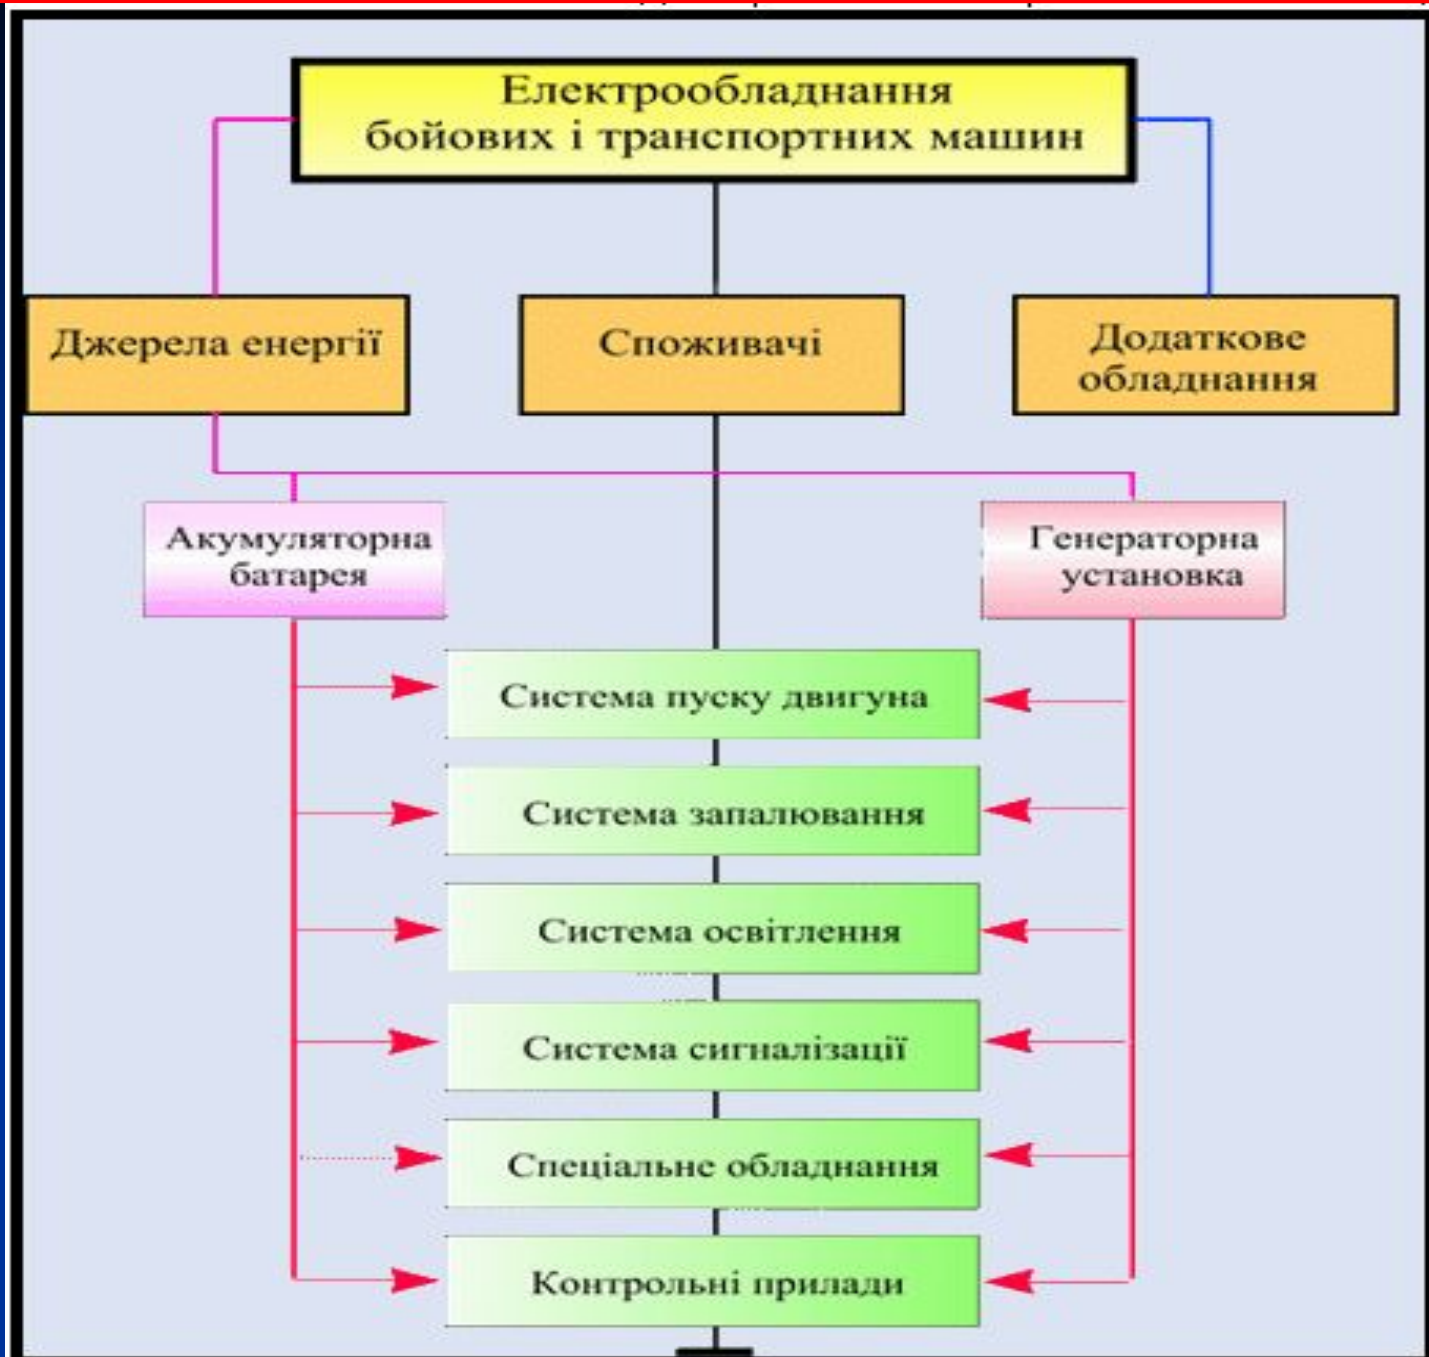 Електрообладнання
бойових і транспортних машин
Джерела енергії
Споживачі
Додаткове
обладнання
Акумуляторна
батарея
Генераторна
установка
Система пуску двигуна
Система запалювання
Система освітлення
Система сигналізації
Спеціальне обладнання
Контрольні прилади